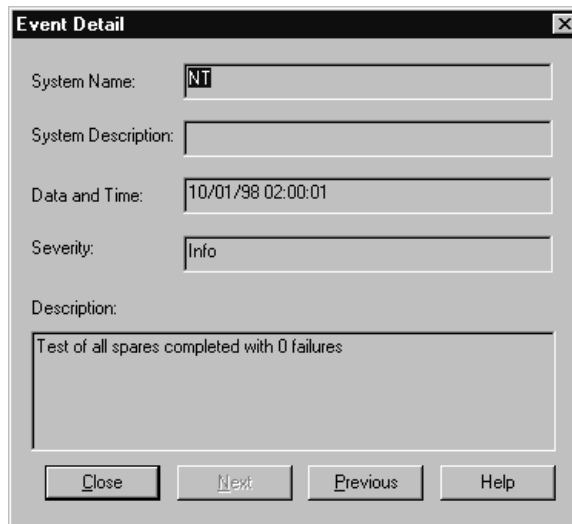 Event Detail
System Name: NT
System Description:
Data and Time: 10/01/98 02:00:01
Severity: Info
Description:
Test of all spares completed with 0 failures
Close Next Previous Help